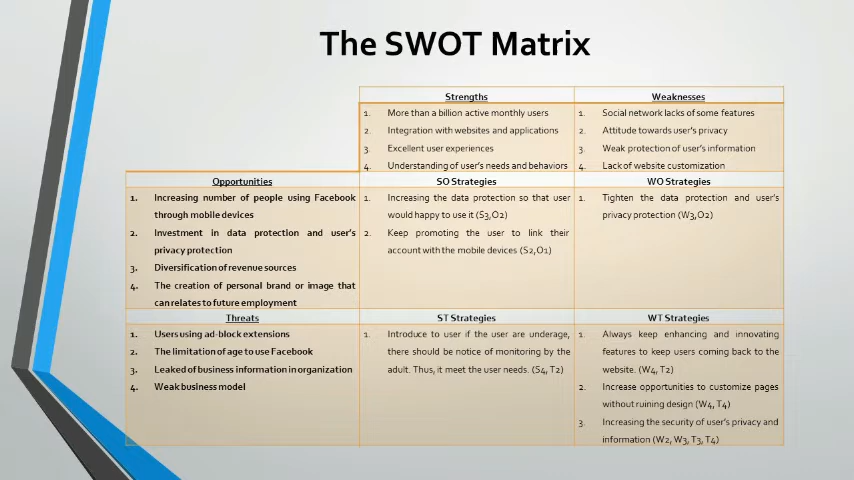 The SWOT Matrix
Strengths
1. More than a billion active monthly users
2. Integration with websites and applications
3. Excellent user experiences
4. Understanding of user's needs and behaviors
Weaknesses
1. Social network lacks of some features
2. Attitude towards user's privacy
3. Weak protection of user's information
4. Lack of website customization
Opportunities
1. Increasing number of people using Facebook
through mobile devices
2. Investment in data protection and user's
privacy protection
3. Diversification of revenue sources
4. The creation of personal brand or image that
can relates to future employment
SO Strategies
1. Increasing the data protection so that user
would happy to use it (S3,O2)
2. Keep promoting the user to link their
account with the mobile devices (S2,O1)
WO Strategies
1. Tighten the data protection and user's
privacy protection (W3,O2)
Threats
1. Users using ad-block extensions
2. The limitation of age to use Facebook
3. Leaked of business information in organization
4. Weak business model
ST Strategies
1. Introduce to user if the user are underage,
there should be notice of monitoring by the
adult. Thus, it meet the user needs. (S4, T2)
WT Strategies
1. Always keep enhancing and innovating
features to keep users coming back to the
website. (W4, T2)
2. Increase opportunities to customize pages
without ruining design (W4, T4)
3. Increasing the security of user's privacy and
information (W2, W3, T3, T4)